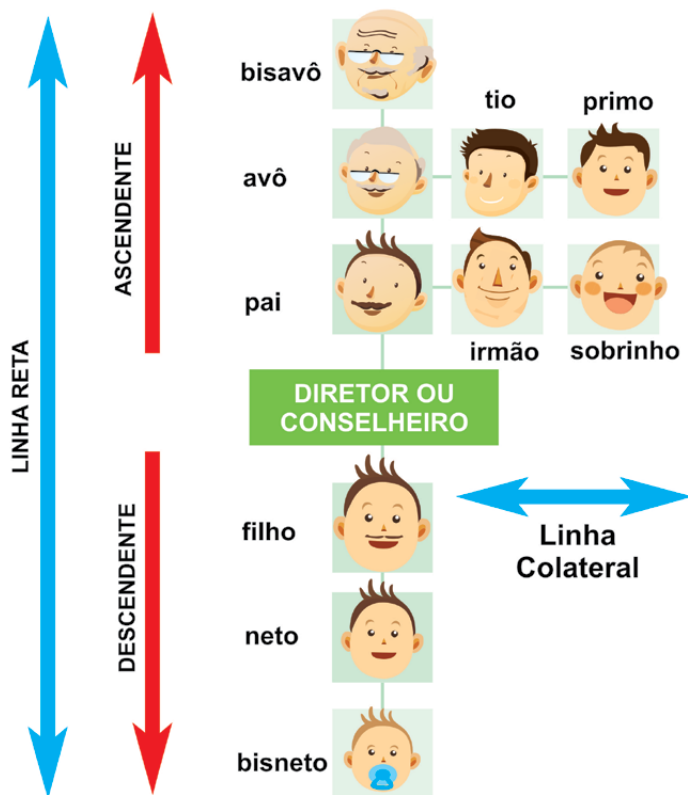 bisavô
tio
primo
avô
pai
irmão
sobrinho
DIRETOR OU
CONSELHEIRO
filho
neto
bisneto
LINHA RETA
ASCENDENTE
DESCENDENTE
Linha
Colateral